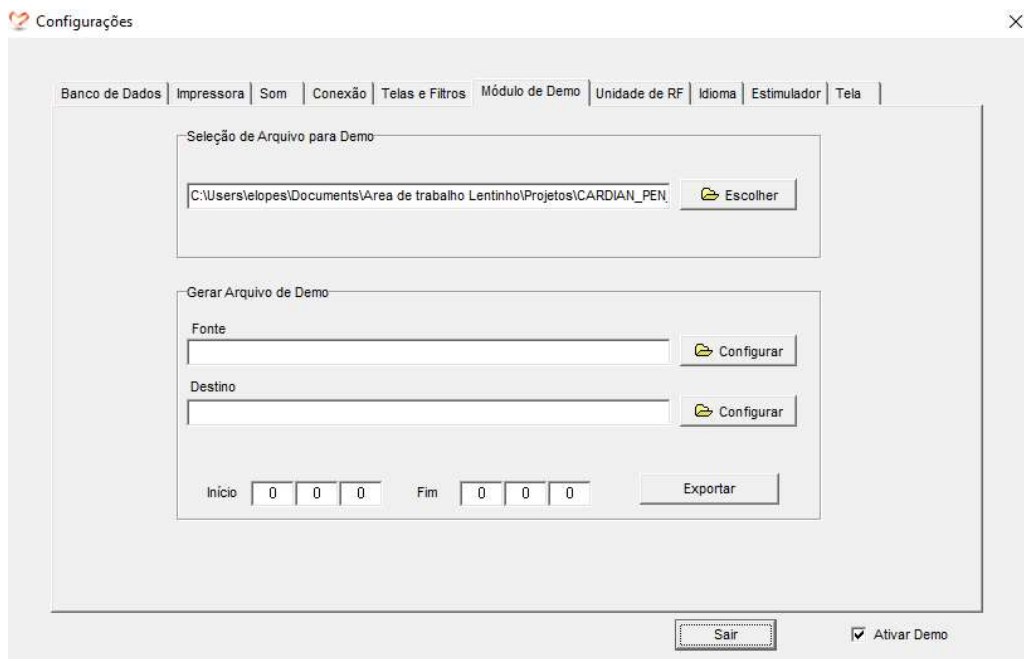 Configurações
Banco de Dados Impressora Som Conexão Telas e Filtros Módulo de Demo Unidade de RF Idioma Estimulador Tela
Seleção de Arquivo para Demo
C:\Users\elopes\Documents\Area de trabalho Lentinho\Projetos\CARDIAN_PEN_ Escolher
Gerar Arquivo de Demo
Fonte
Configurar
Destino
Configurar
Início 0 0 0 Fim 0 0 0 Exportar
Sair Ativar Demo